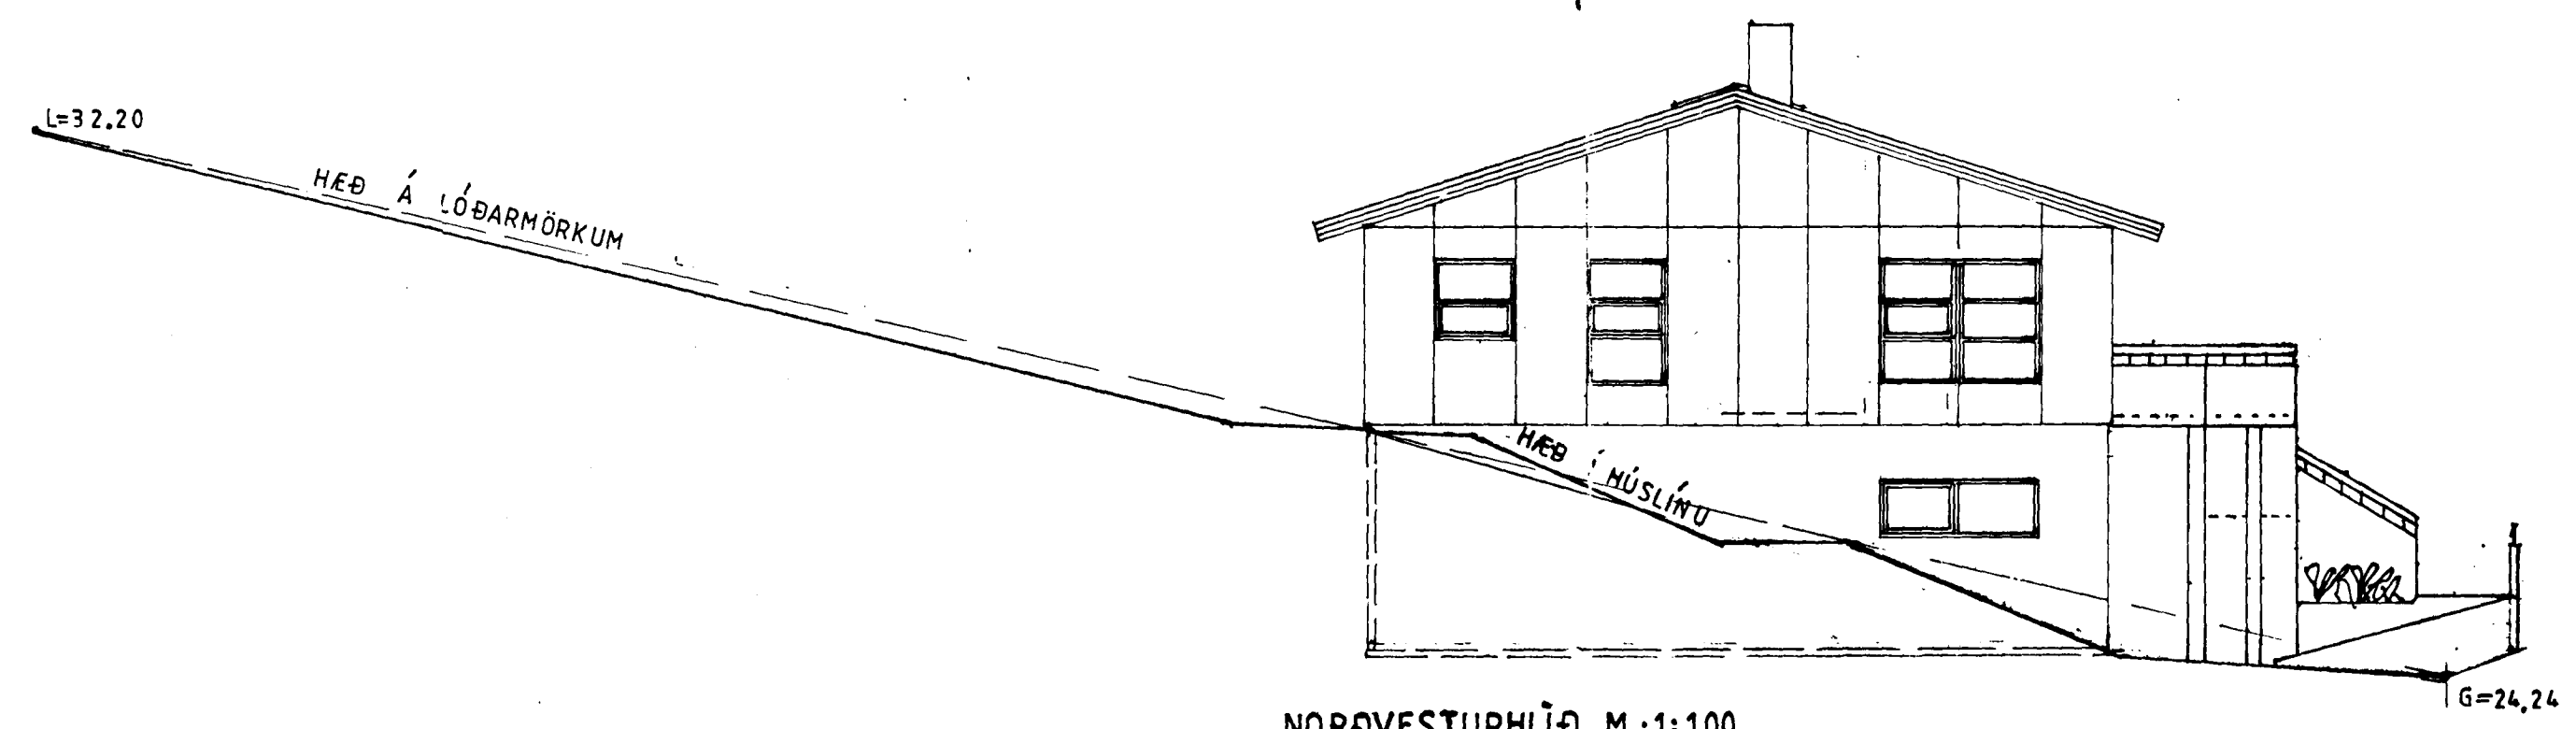 L=32.20
HÆÐ Á LÓÐARMÖRKUM
HÆÐ Í HÚSLÍNU
G=24,24
NORÐVESTURHLIÐ M.:1:100